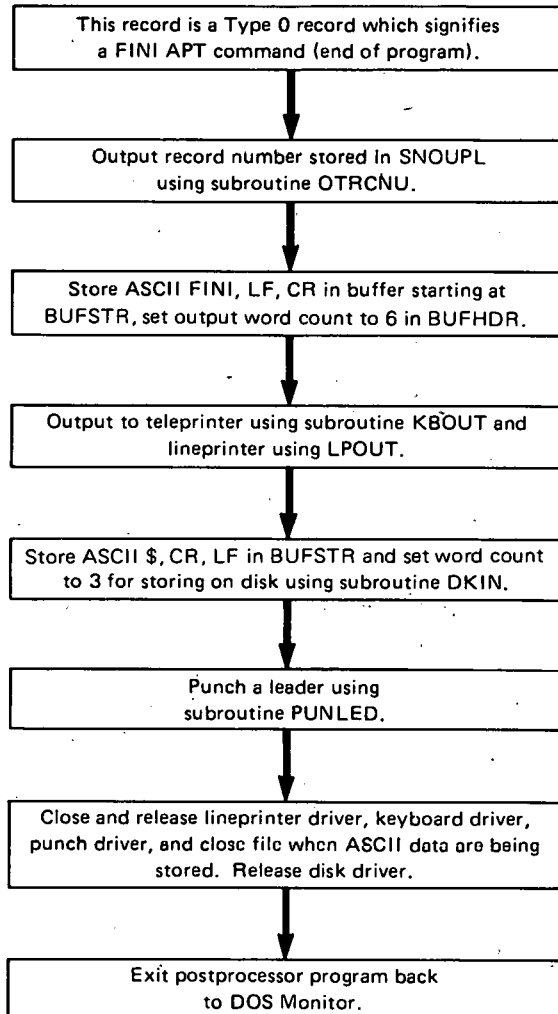 This record is a Type 0 record which signifies
a FINI APT command (end of program).
Output record number stored in SNOUPL
using subroutine OTRCNU.
Store ASCII FINI, LF, CR in buffer starting at
BUFSTR, set output word count to 6 in BUFHDR.
Output to teleprinter using subroutine KBOUT and
lineprinter using LPOUT.
Store ASCII $, CR, LF in BUFSTR and set word count
to 3 for storing on disk using subroutine DKIN.
Punch a leader using
subroutine PUNLED.
Close and release lineprinter driver, keyboard driver,
punch driver, and close file when ASCII data are being
stored. Release disk driver.
Exit postprocessor program back
to DOS Monitor.